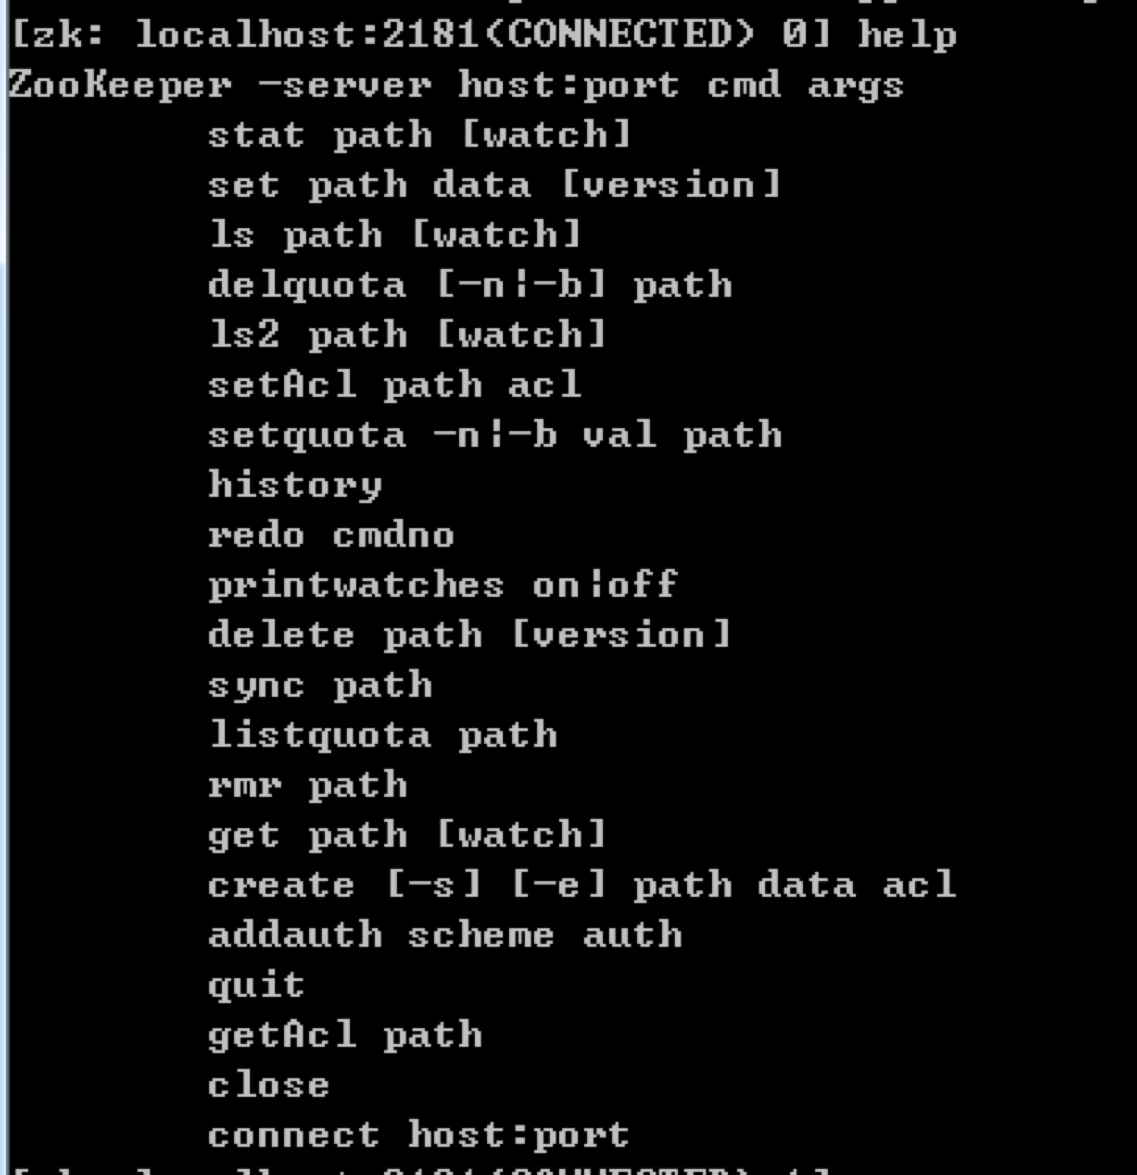 [zk: localhost:2181(CONNECTED) 0] help
ZooKeeper -server host:port cmd args
stat path [watch]
set path data [version]
ls path [watch]
delquota [-n|-b] path
ls2 path [watch]
setAcl path acl
setquota -n|-b val path
history
redo cmdno
printwatches on|off
delete path [version]
sync path
listquota path
rmr path
get path [watch]
create [-s] [-e] path data acl
addauth scheme auth
quit
getAcl path
close
connect host:port